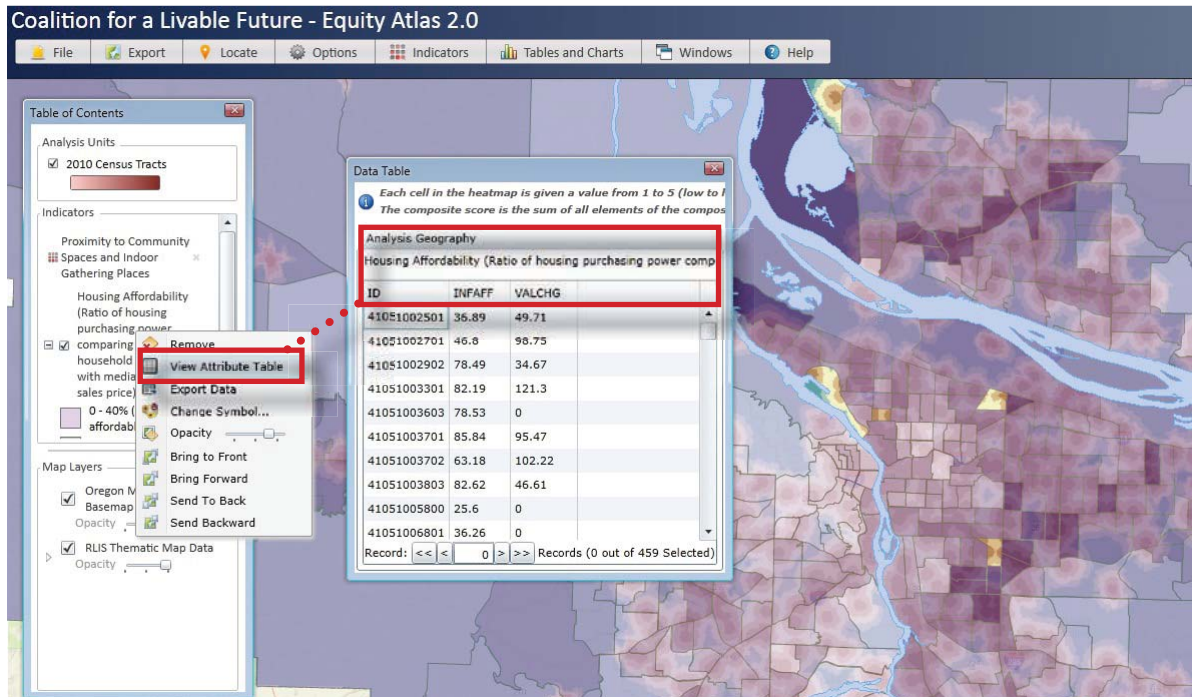 Coalition for a Livable Future - Equity Atlas 2.0
File Export Locate Options Indicators Tables and Charts Windows Help
Table of Contents
Analysis Units
2010 Census Tracts
Indicators
Proximity to Community
Spaces and Indoor
Gathering Places
Housing Affordability
(Ratio of housing
purchasing power
comparing
household
with media
sales price)
0 - 40% (
affordabl
Map Layers
Oregon M
Basemap
Opacity
RLIS Thematic Map Data
Opacity
Remove
View Attribute Table
Export Data
Change Symbol...
Opacity
Bring to Front
Bring Forward
Send To Back
Send Backward
Data Table
Each cell in the heatmap is given a value from 1 to 5 (low to
The composite score is the sum of all elements of the compos
Analysis Geography
Housing Affordability (Ratio of housing purchasing power comp
ID INFAFF VALCHG
41051002501 36.89 49.71
41051002701 46.8 98.75
41051002902 78.49 34.67
41051003301 82.19 121.3
41051003603 78.53 0
41051003701 85.84 95.47
41051003702 63.18 102.22
41051003803 82.62 46.61
41051005800 25.6 0
41051006801 36.26 0
Record: << < 0 > >> Records (0 out of 459 Selected)